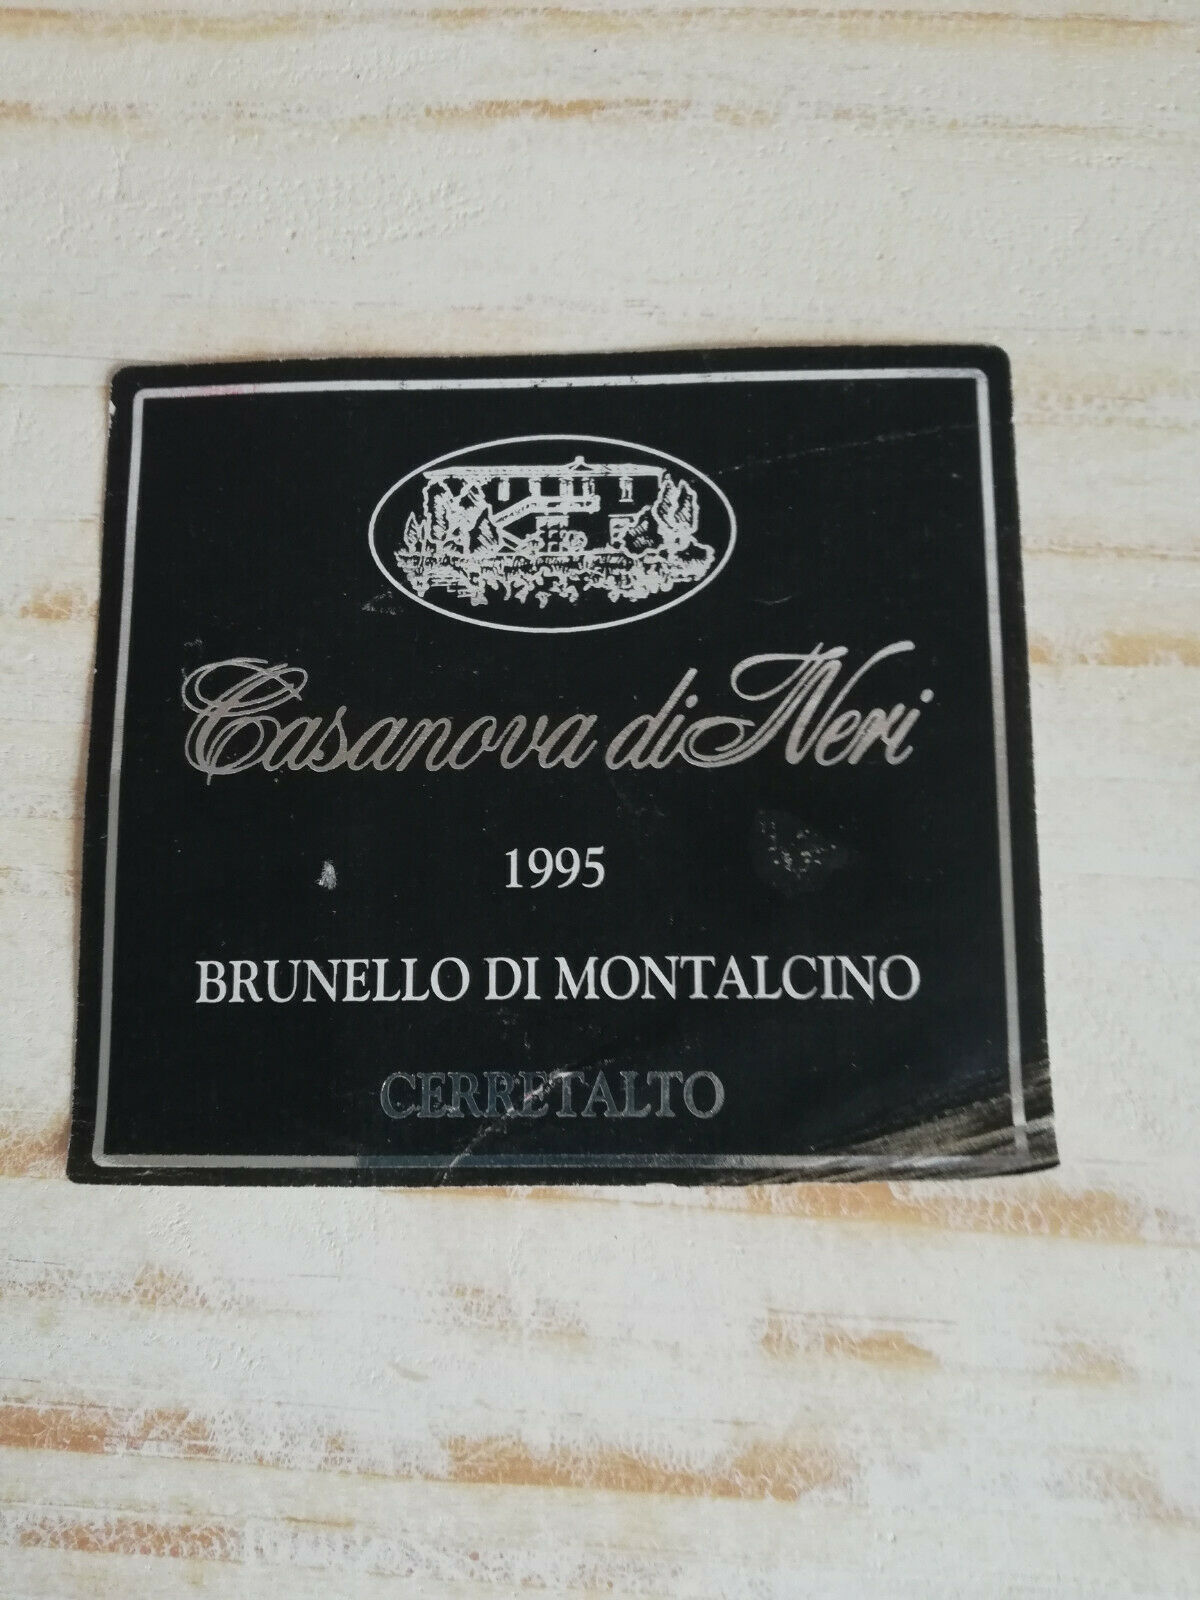 Casanova di Neri
1995
BRUNELLO DI MONTALCINO
CERRETALTO